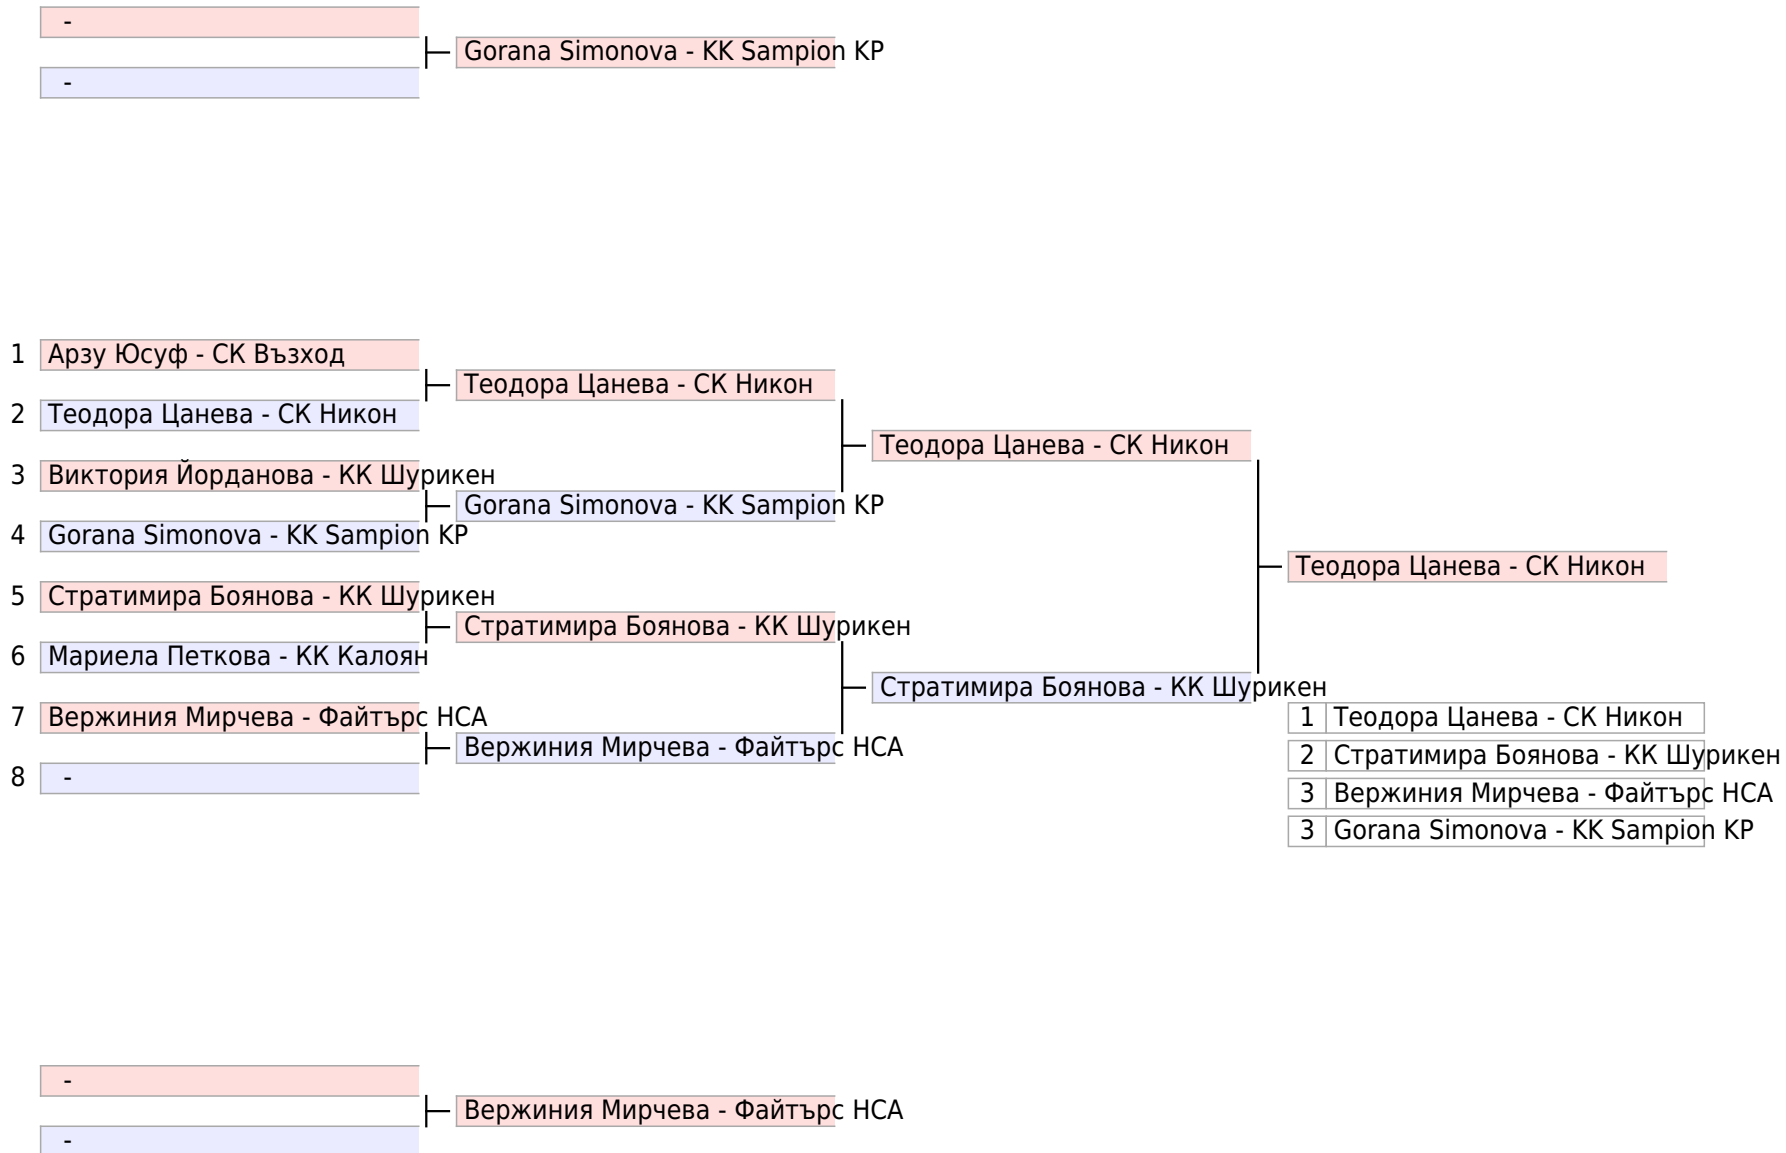 -
Gorana Simonova - KK Sampion KP
-
1 Арзу Юсуф - СК Възход
Теодора Цанева - СК Никон
2 Теодора Цанева - СК Никон
Теодора Цанева - СК Никон
3 Виктория Йорданова - КК Шурикен
Gorana Simonova - KK Sampion KP
4 Gorana Simonova - KK Sampion KP
Теодора Цанева - СК Никон
5 Стратимира Боянова - КК Шурикен
Стратимира Боянова - КК Шурикен
6 Мариела Петкова - КК Калоян
Стратимира Боянова - КК Шурикен
7 Вержиния Мирчева - Файтърс НСА
Вержиния Мирчева - Файтърс НСА
8 -
1 Теодора Цанева - СК Никон
2 Стратимира Боянова - КК Шурикен
3 Вержиния Мирчева - Файтърс НСА
3 Gorana Simonova - KK Sampion KP
-
Вержиния Мирчева - Файтърс НСА
-